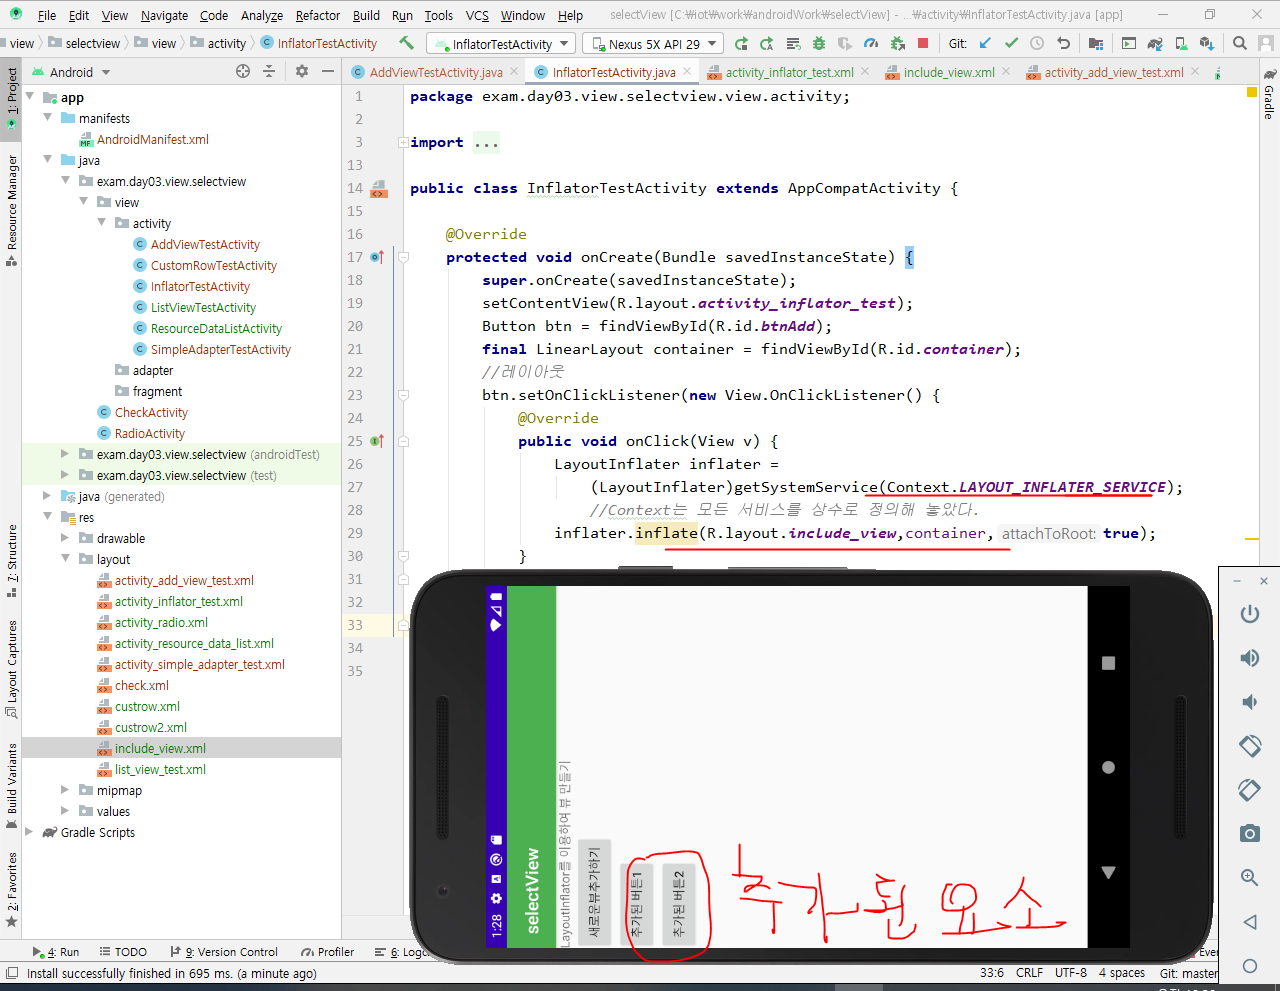 File Edit View Navigate Code Analyze Refactor Build Run Tools VCS Window Help selectView [C:₩iot₩work₩androidWork₩selectView] - ...₩activity₩InflatorTestActivity.java [app]
view selectview view activity InflatorTestActivity InflatorTestActivity Nexus 5X API 29 Git:
Android
AddViewTestActivity.java InflatorTestActivity.java activity_inflator_test.xml include_view.xml activity_add_view_test.xml
1: Project
Resource Manager
7: Structure
Layout Captures
Build Variants
2: Favorites
Gradle
app
manifests
AndroidManifest.xml
java
exam.day03.view.selectview
view
activity
AddViewTestActivity
CustomRowTestActivity
InflatorTestActivity
ListViewTestActivity
ResourceDataListActivity
SimpleAdapterTestActivity
adapter
fragment
CheckActivity
RadioActivity
exam.day03.view.selectview (androidTest)
exam.day03.view.selectview (test)
java (generated)
res
drawable
layout
activity_add_view_test.xml
activity_inflator_test.xml
activity_radio.xml
activity_resource_data_list.xml
activity_simple_adapter_test.xml
check.xml
custrow.xml
custrow2.xml
include_view.xml
list_view_test.xml
mipmap
values
Gradle Scripts
1 package exam.day03.view.selectview.view.activity;
2
3 import ...
13
14 public class InflatorTestActivity extends AppCompatActivity {
15
16 @Override
17 protected void onCreate(Bundle savedInstanceState) {
18 super.onCreate(savedInstanceState);
19 setContentView(R.layout.activity_inflator_test);
20 Button btn = findViewById(R.id.btnAdd);
21 final LinearLayout container = findViewById(R.id.container);
22 //레이아웃
23 btn.setOnClickListener(new View.OnClickListener() {
24 @Override
25 public void onClick(View v) {
26 LayoutInflater inflater =
27 (LayoutInflater)getSystemService(Context.LAYOUT_INFLATER_SERVICE);
28 //Context는 모든 서비스를 상수로 정의해 놓았다.
29 inflater.inflate(R.layout.include_view,container, attachToRoot: true);
30 }
31
32
33
34
35
1:28
selectView
LayoutInflator를 이용하여 뷰 만들기
새로운뷰추가하기
추가된 버튼1
추가된 버튼2
추가된 요소
4: Run TODO 9: Version Control Profiler 6: Logc Ever
Install successfully finished in 695 ms. (a minute ago) 33:6 CRLF UTF-8 4 spaces Git: master